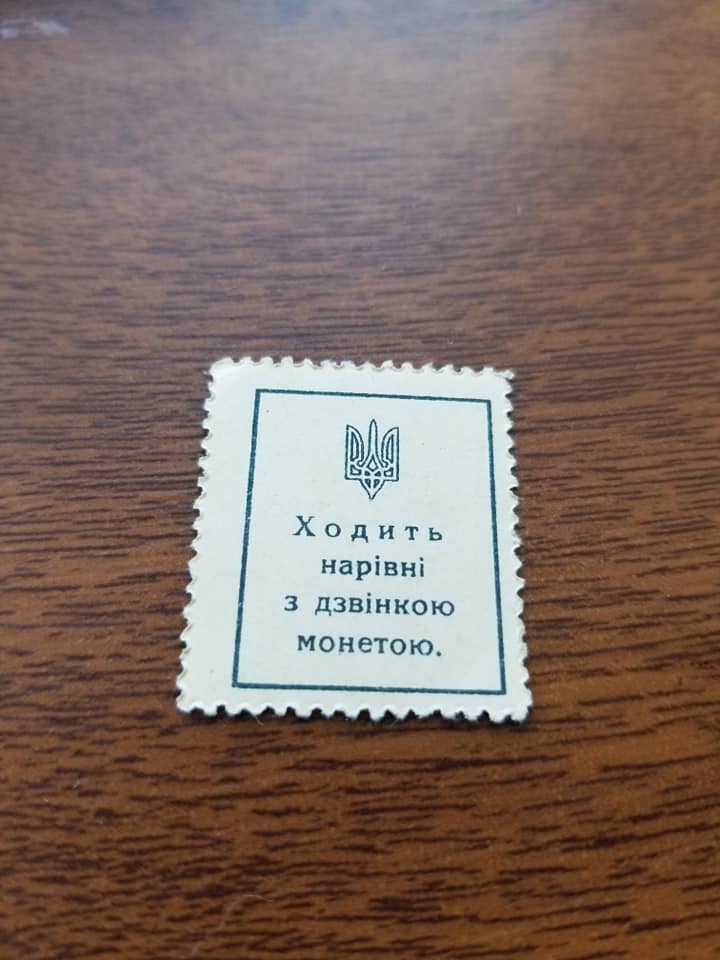 Ходить
нарівні
з дзвінкою
монетою.